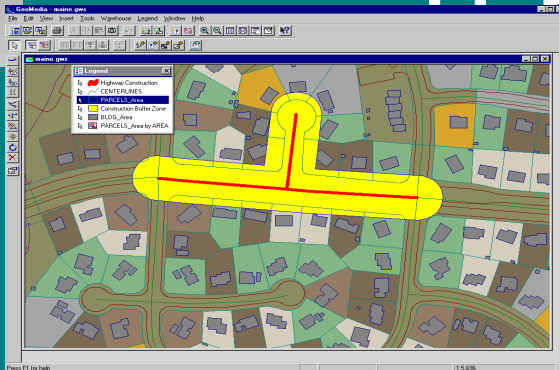 GeoMedia - maine.gws
File Edit View Insert Tools Warehouse Legend Window Help
maine.gws
Legend
Highway Construction
CENTERLINES
PARCELS_Area
Construction Buffer Zone
BLDG_Area
PARCELS_Area by AREA
Press F1 for help
1:5,696